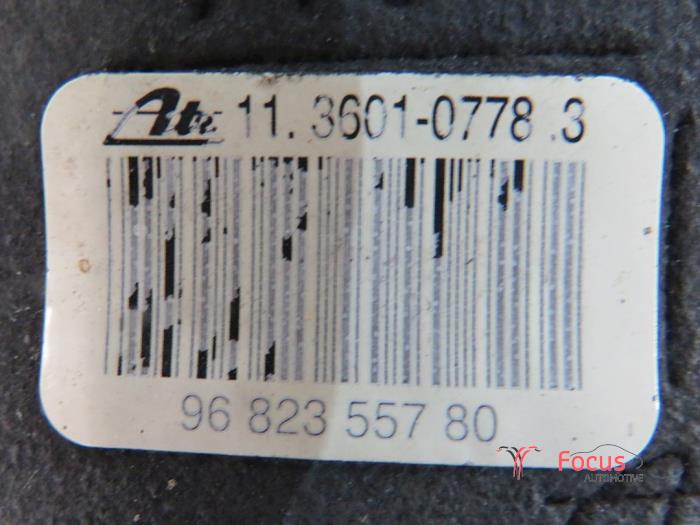 Ate 11. 3601-0778 .3
96 823 557 80
Focus
AUTOMOTIVE